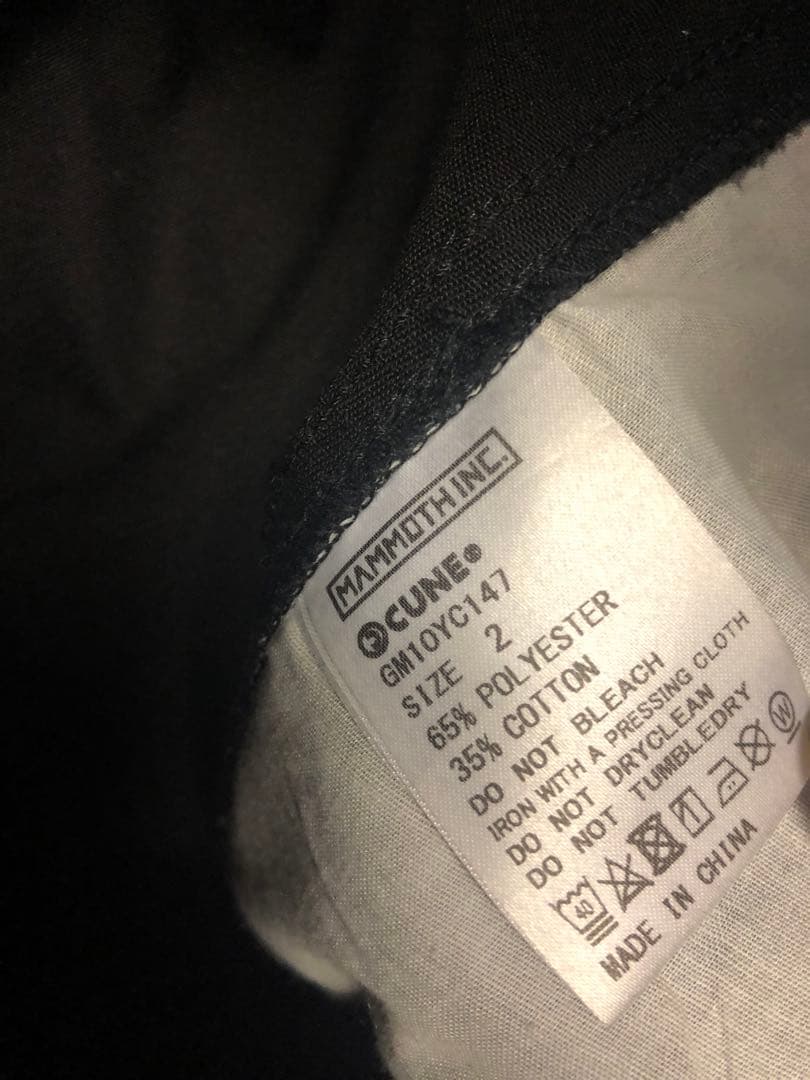 MAMMOTH INC.
CUNE®
GM10YC147
SIZE 2
65% POLYESTER
35% COTTON
DO NOT BLEACH
IRON WITH A PRESSING CLOTH
DO NOT DRYCLEAN
DO NOT TUMBLEDRY
40 W
MADE IN CHINA